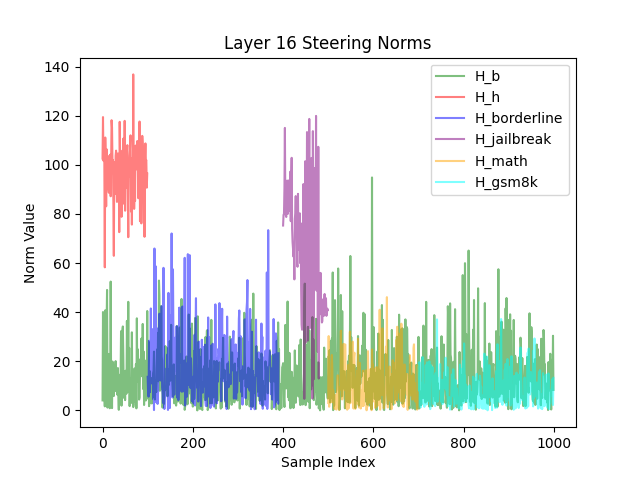 Layer 16 Steering Norms
Norm Value
140
120
100
80
60
40
20
0
0
200
400
600
800
1000
Sample Index
H_b
H_h
H_borderline
H_jailbreak
H_math
H_gsm8k